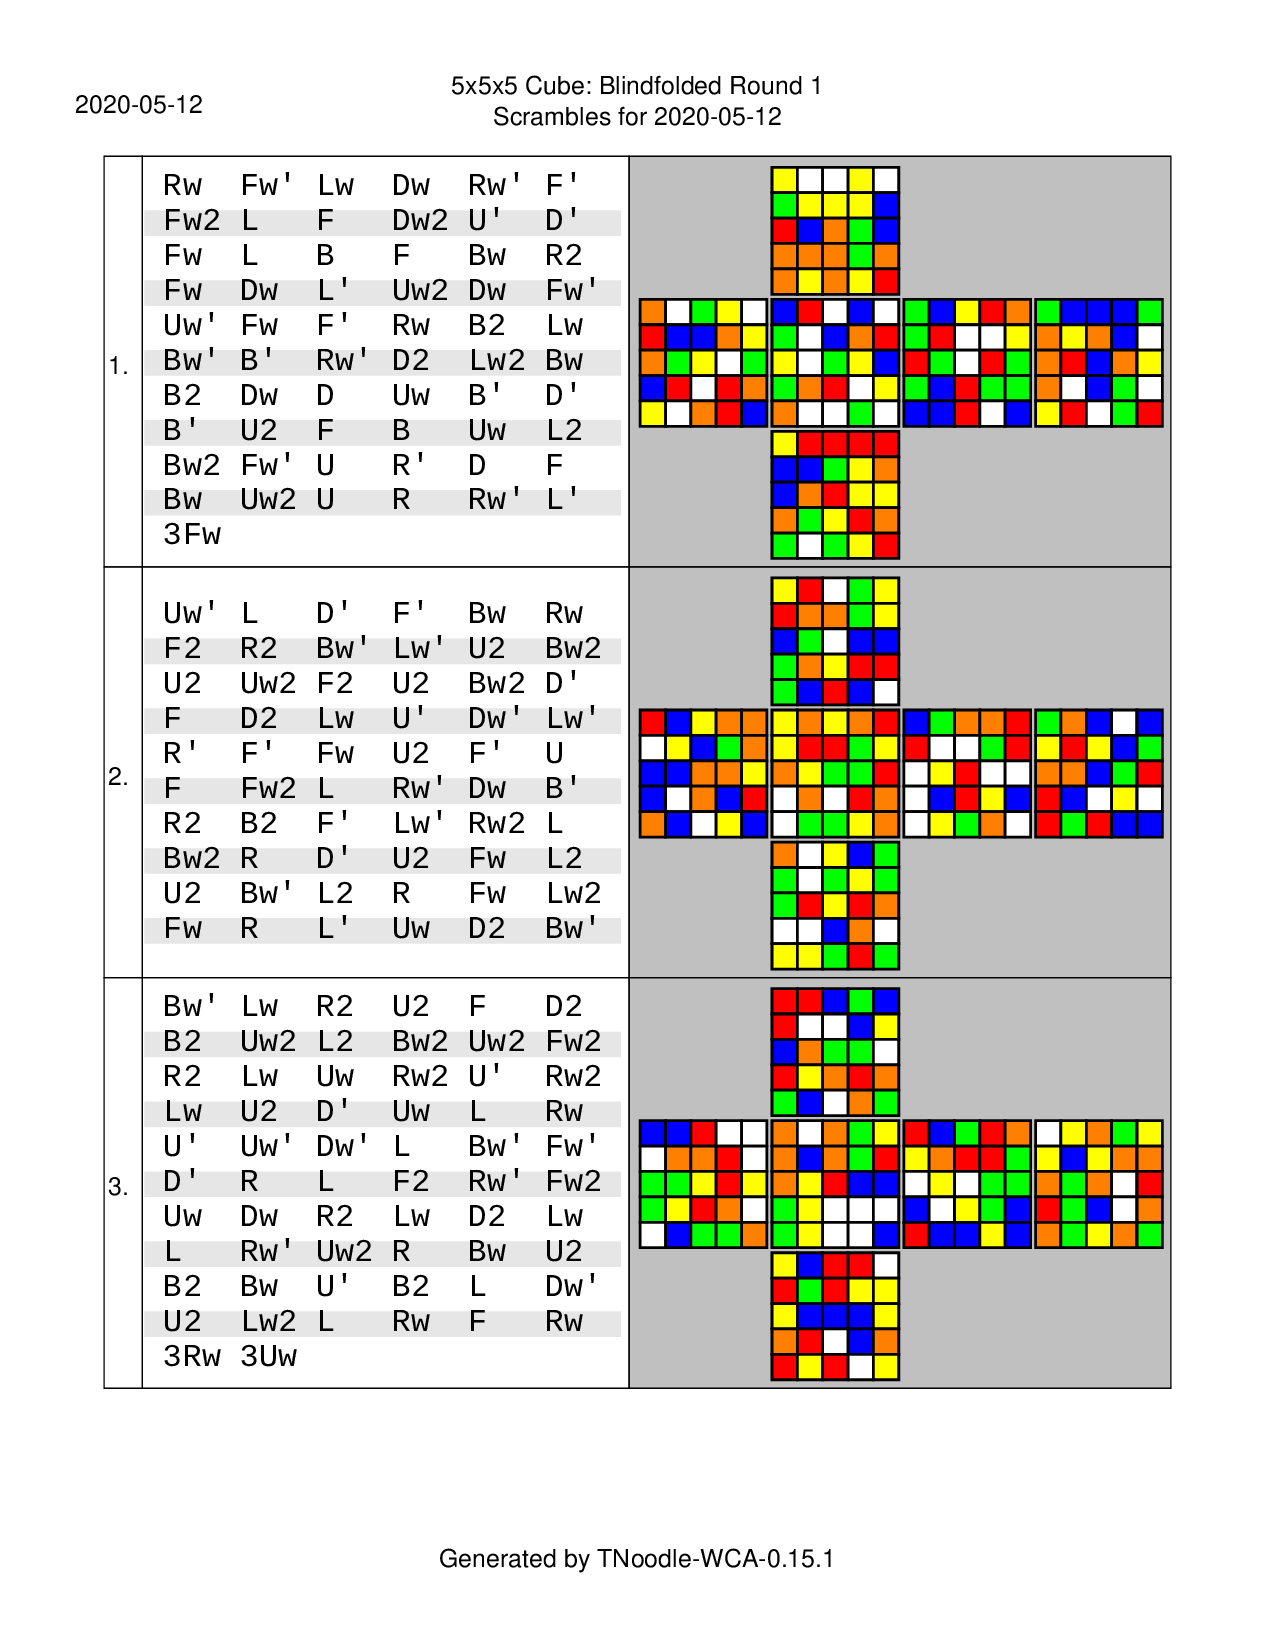 2020-05-12
5x5x5 Cube: Blindfolded Round 1
Scrambles for 2020-05-12
1.
Rw Fw' Lw Dw Rw' F'
Fw2 L F Dw2 U' D'
Fw L B F Bw R2
Fw Dw L' Uw2 Dw Fw'
Uw' Fw F' Rw B2 Lw
Bw' B' Rw' D2 Lw2 Bw
B2 Dw D Uw B' D'
B' U2 F B Uw L2
Bw2 Fw' U R' D F
Bw Uw2 U R Rw' L'
3Fw
2.
Uw' L D' F' Bw Rw
F2 R2 Bw' Lw' U2 Bw2
U2 Uw2 F2 U2 Bw2 D'
F D2 Lw U' Dw' Lw'
R' F' Fw U2 F' U
F Fw2 L Rw' Dw B'
R2 B2 F' Lw' Rw2 L
Bw2 R D' U2 Fw L2
U2 Bw' L2 R Fw Lw2
Fw R L' Uw D2 Bw'
3.
Bw' Lw R2 U2 F D2
B2 Uw2 L2 Bw2 Uw2 Fw2
R2 Lw Uw Rw2 U' Rw2
Lw U2 D' Uw L Rw
U' Uw' Dw' L Bw' Fw'
D' R L F2 Rw' Fw2
Uw Dw R2 Lw D2 Lw
L Rw' Uw2 R Bw U2
B2 Bw U' B2 L Dw'
U2 Lw2 L Rw F Rw
3Rw 3Uw
Generated by TNoodle-WCA-0.15.1